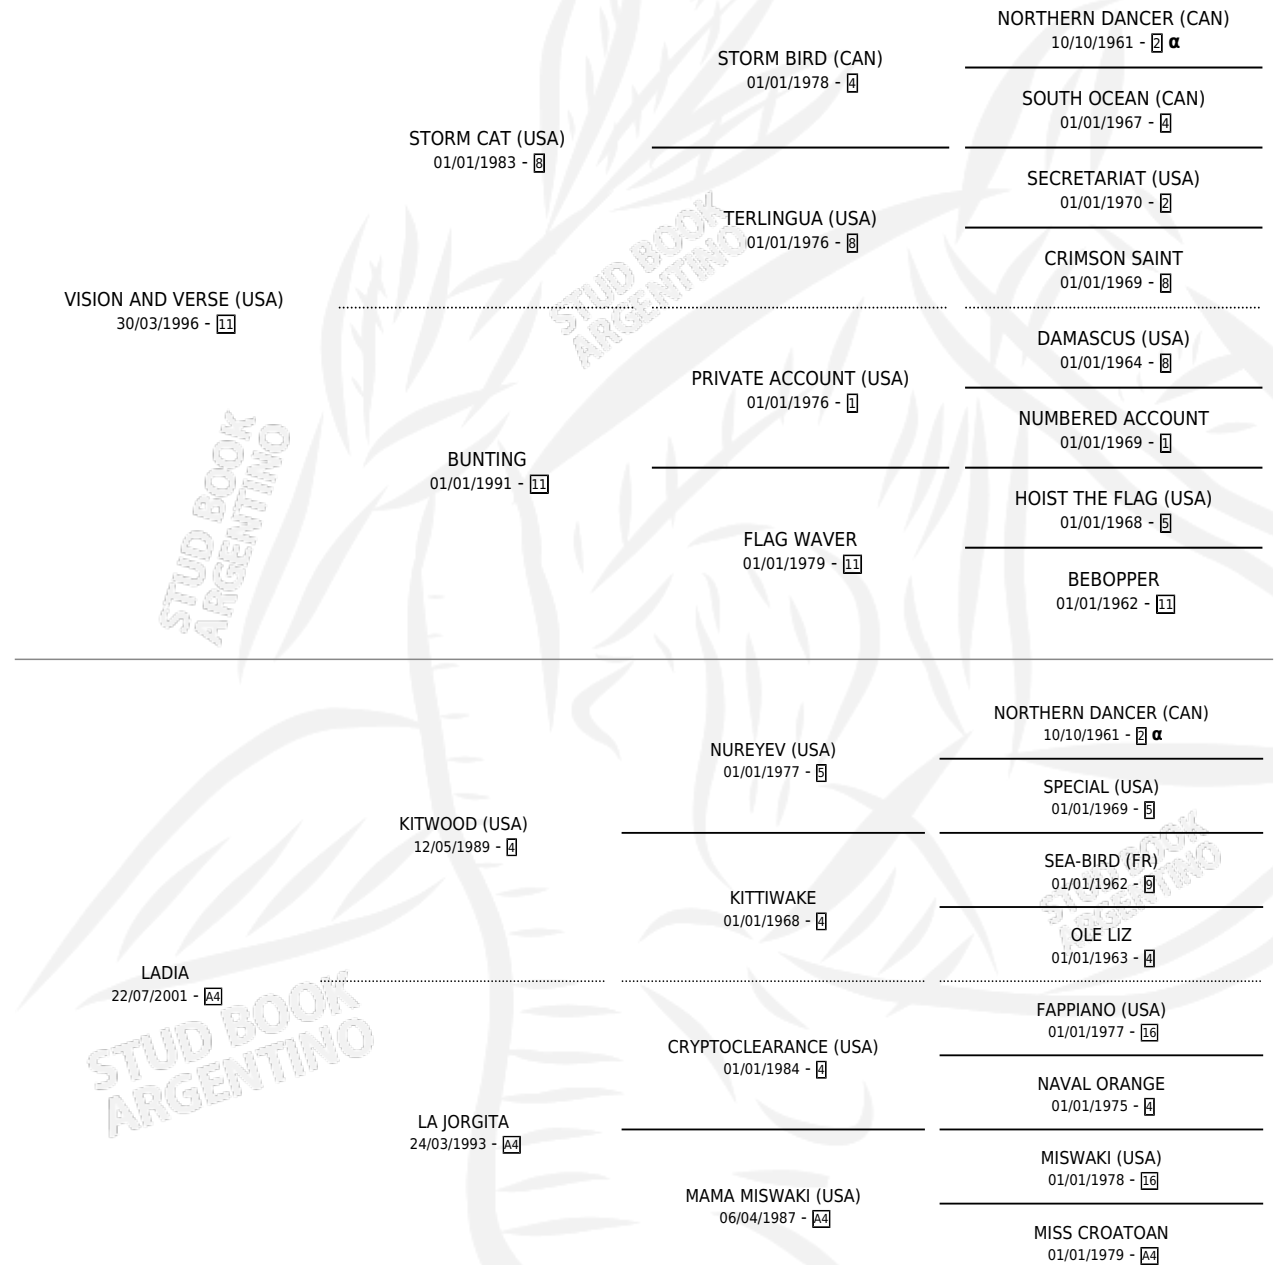 NORTHERN DANCER (CAN)
10/10/1961 - 2 α
STORM BIRD (CAN)
01/01/1978 - 4
SOUTH OCEAN (CAN)
01/01/1967 - 4
STORM CAT (USA)
01/01/1983 - 8
SECRETARIAT (USA)
01/01/1970 - 2
TERLINGUA (USA)
01/01/1976 - 8
CRIMSON SAINT
01/01/1969 - 8
VISION AND VERSE (USA)
30/03/1996 - 11
DAMASCUS (USA)
01/01/1964 - 8
PRIVATE ACCOUNT (USA)
01/01/1976 - 1
NUMBERED ACCOUNT
01/01/1969 - 1
BUNTING
01/01/1991 - 11
HOIST THE FLAG (USA)
01/01/1968 - 5
FLAG WAVER
01/01/1979 - 11
BEBOPPER
01/01/1962 - 11
NORTHERN DANCER (CAN)
10/10/1961 - 2 α
NUREYEV (USA)
01/01/1977 - 5
SPECIAL (USA)
01/01/1969 - 5
KITWOOD (USA)
12/05/1989 - 4
SEA-BIRD (FR)
01/01/1962 - 9
KITTIWAKE
01/01/1968 - 4
OLE LIZ
01/01/1963 - 4
LADIA
22/07/2001 - A4
FAPPIANO (USA)
01/01/1977 - 16
CRYPTOCLEARANCE (USA)
01/01/1984 - 4
NAVAL ORANGE
01/01/1975 - 4
LA JORGITA
24/03/1993 - A4
MISWAKI (USA)
01/01/1978 - 16
MAMA MISWAKI (USA)
06/04/1987 - A4
MISS CROATOAN
01/01/1979 - A4
STUD BOOK
ARGENTINO
STUD BOOK
ARGENTINO
STUD BOOK
ARGENTINO
STUD BOOK
ARGENTINO